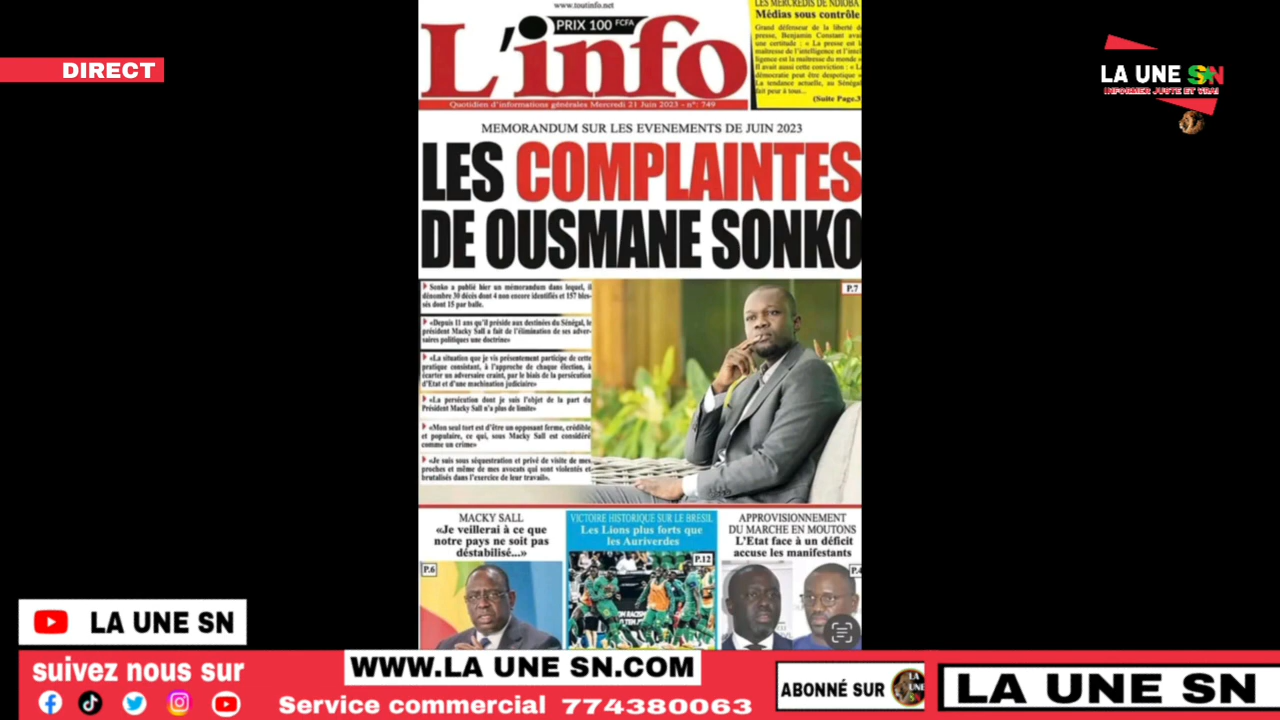 www.toutinfo.net
PRIX 100 FCFA
L'info
Quotidien d'informations générales Mercredi 21 Juin 2023 - n°: 749
LES MERCREDIS DE NDIOBA
Médias sous contrôle
Grand défenseur de la liberté de
presse, Benjamin Constant avai
une certitude : « La presse est la
maîtresse de l'intelligence et l'intel
ligence est la maîtresse du monde »
Il avait aussi cette conviction : « La
démocratie peut être despotique »
La tendance actuelle, au Sénégal
fait peur à tous...
(Suite Page.3
DIRECT
LA UNE SN
INFORMER JUSTE ET VRAI
MEMORANDUM SUR LES EVENEMENTS DE JUIN 2023
LES COMPLAINTES
DE OUSMANE SONKO
P.7
Sonko a publié hier un mémorandum dans lequel, il
dénombre 30 décès dont 4 non encore identifiés et 157 bles-
sés dont 15 par balle.
«Depuis 11 ans qu'il préside aux destinées du Sénégal, le
président Macky Sall a fait de l'élimination de ses adver-
saires politiques une doctrine»
«La situation que je vis présentement participe de cette
pratique consistant, à l'approche de chaque élection, à
écarter un adversaire craint, par le biais de la persécution
d'Etat et d'une machination judiciaire»
«La persécution dont je suis l'objet de la part du
Président Macky Sall n'a plus de limite»
«Mon seul tort est d'être un opposant ferme, crédible
et populaire, ce qui, sous Macky Sall est considéré
comme un crime»
«Je suis sous séquestration et privé de visite de mes
proches et même de mes avocats qui sont violentés et
brutalisés dans l'exercice de leur travail».
MACKY SALL
«Je veillerai à ce que
notre pays ne soit pas
déstabilisé...»
P.6
VICTOIRE HISTORIQUE SUR LE BRESIL
Les Lions plus forts que
les Auriverdes
P.12
APPROVISIONNEMENT
DU MARCHE EN MOUTONS
L'Etat face à un déficit
accuse les manifestants
P.4
LA UNE SN
suivez nous sur
WWW.LA UNE SN.COM
Service commercial 774380063
ABONNÉ SUR
LA UNE SN
LA UNE SN